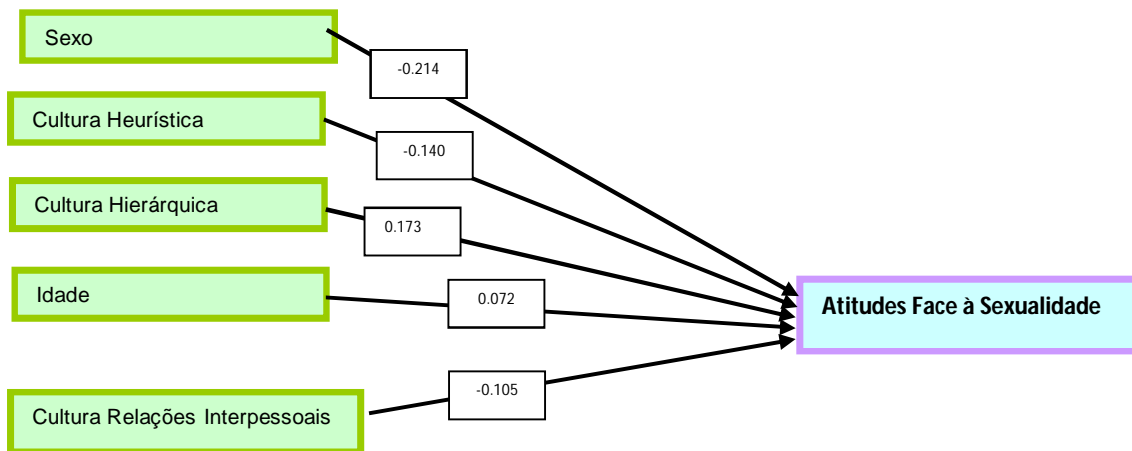 Sexo
-0.214
Cultura Heurística
-0.140
Cultura Hierárquica
0.173
Idade
0.072
Atitudes Face à Sexualidade
-0.105
Cultura Relações Interpessoais